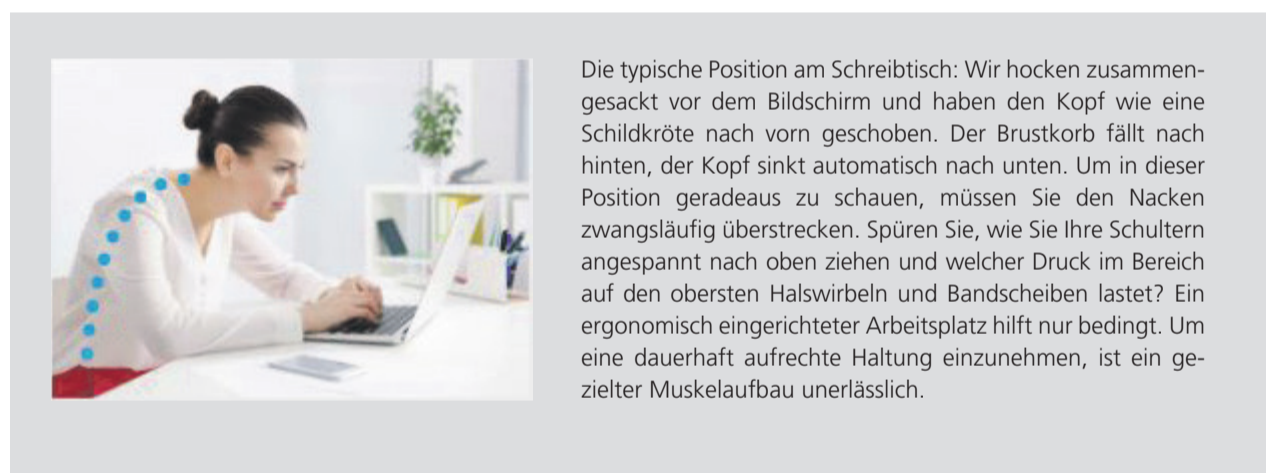 Die typische Position am Schreibtisch: Wir hocken zusammen-
gesackt vor dem Bildschirm und haben den Kopf wie eine
Schildkröte nach vorn geschoben. Der Brustkorb fällt nach
hinten, der Kopf sinkt automatisch nach unten. Um in dieser
Position geradeaus zu schauen, müssen Sie den Nacken
zwangsläufig überstrecken. Spüren Sie, wie Sie Ihre Schultern
angespannt nach oben ziehen und welcher Druck im Bereich
auf den obersten Halswirbeln und Bandscheiben lastet? Ein
ergonomisch eingerichteter Arbeitsplatz hilft nur bedingt. Um
eine dauerhaft aufrechte Haltung einzunehmen, ist ein ge-
zielter Muskelaufbau unerlässlich.